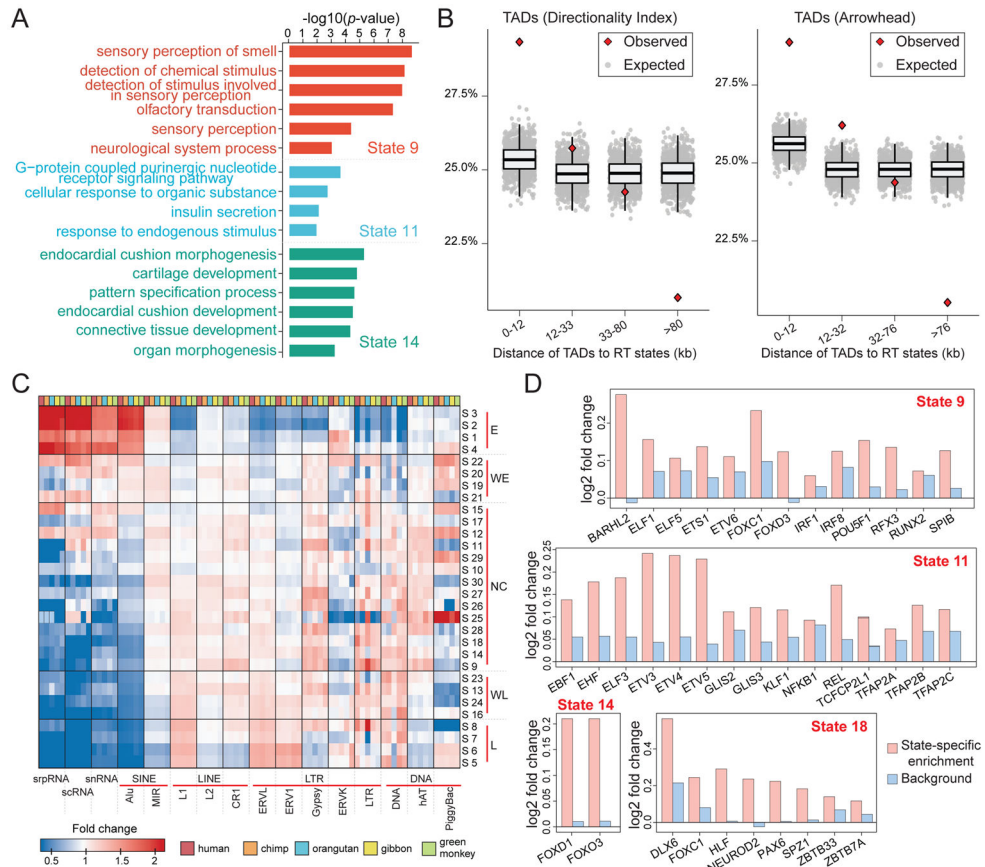 A
-log10(p-value)
0 1 2 3 4 5 6 7 8
sensory perception of smell
detection of chemical stimulus
detection of stimulus involved
in sensory perception
olfactory transduction
sensory perception
neurological system process
State 9
G−protein coupled purinergic nucleotide
receptor signaling pathway
cellular response to organic substance
insulin secretion
response to endogenous stimulus
State 11
endocardial cushion morphogenesis
cartilage development
pattern specification process
endocardial cushion development
connective tissue development
organ morphogenesis
State 14
B
TADs (Directionality Index)
Observed
Expected
27.5%
25.0%
22.5%
0-12
12-33
33-80
>80
Distance of TADs to RT states (kb)
TADs (Arrowhead)
Observed
Expected
27.5%
25.0%
22.5%
0-12
12-32
32-76
>76
Distance of TADs to RT states (kb)
C
S 3
S 2
S 1
S 4
E
S 22
S 20
S 19
S 21
WE
S 15
S 17
S 12
S 11
S 29
S 10
S 30
S 27
S 26
S 25
S 28
S 18
S 14
S 9
NC
S 23
S 13
S 24
S 16
WL
S 8
S 7
S 6
S 5
L
srpRNA
scRNA
snRNA
SINE
LINE
LTR
DNA
Alu
MIR
L1
L2
CR1
ERVL
ERV1
Gypsy
ERVK
LTR
DNA
hAT
PiggyBac
Fold change
0.5 1.0 1.5 2.0
human
chimp
orangutan
gibbon
green
monkey
D
State 9
log2 fold change
0.2
0.1
0.0
BARHL2
ELF1
ELF5
ETS1
ETV6
FOXC1
FOXD3
IRF1
IRF8
POU5F1
RFX3
RUNX2
SPIB
State 11
log2 fold change
0.25
0.2
0.15
0.1
0.05
0.0
EBF1
EHF
ELF3
ETV3
ETV4
ETV5
GLIS2
GLIS3
KLF1
NFKB1
REL
TCFCP2L1
TFAP2A
TFAP2B
TFAP2C
State 14
log2 fold change
0.2
0.15
0.1
0.05
0.0
FOXD1
FOXO3
State 18
log2 fold change
0.4
0.2
0.0
DLX6
FOXC1
HLF
NEUROD2
PAX6
SPZ1
ZBTB33
ZBTB7A
State-specific
enrichment
Background